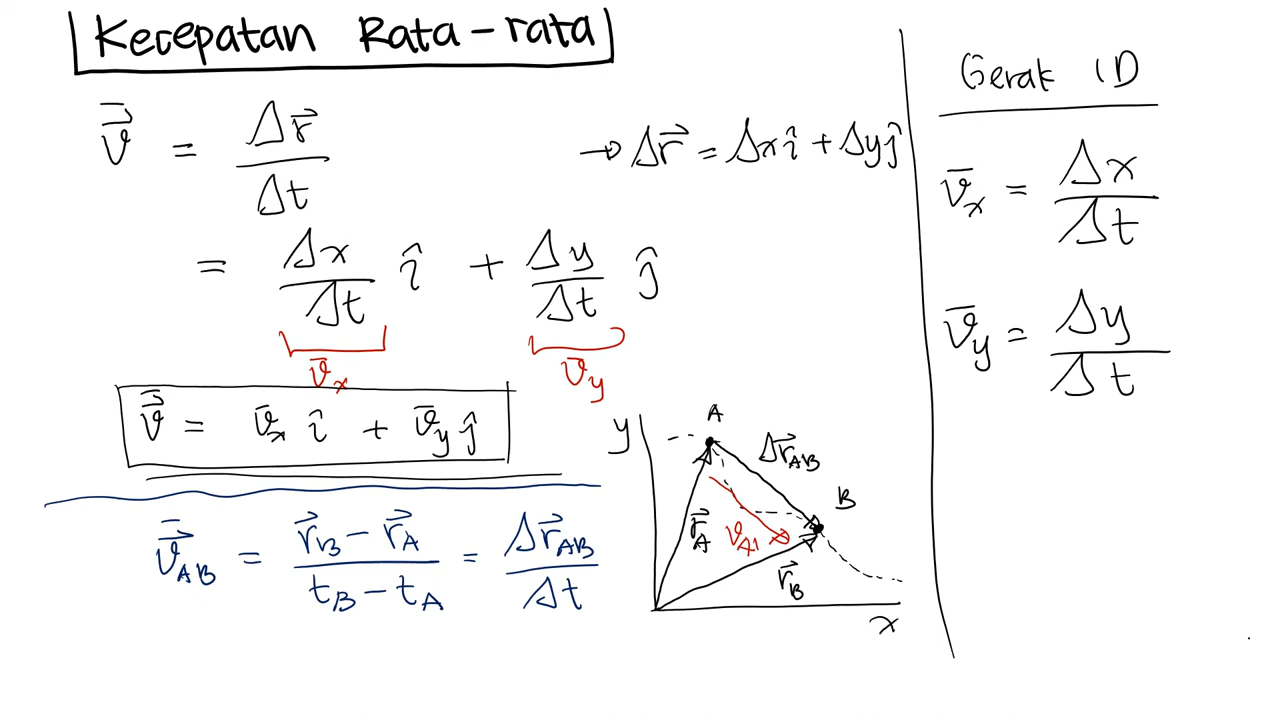 Kecepatan Rata-rata
v̄⃗ = Δr⃗ / Δt
→ Δr⃗ = Δx î + Δy ĵ
= Δx/Δt î + Δy/Δt ĵ
v̄x v̄y
v̄⃗ = v̄x î + v̄y ĵ
v̄⃗AB = (r⃗B − r⃗A) / (tB − tA) = Δr⃗AB / Δt
y
A
Δr⃗AB
B
r⃗A
r⃗B
x
Gerak 1D
v̄x = Δx / Δt
v̄y = Δy / Δt